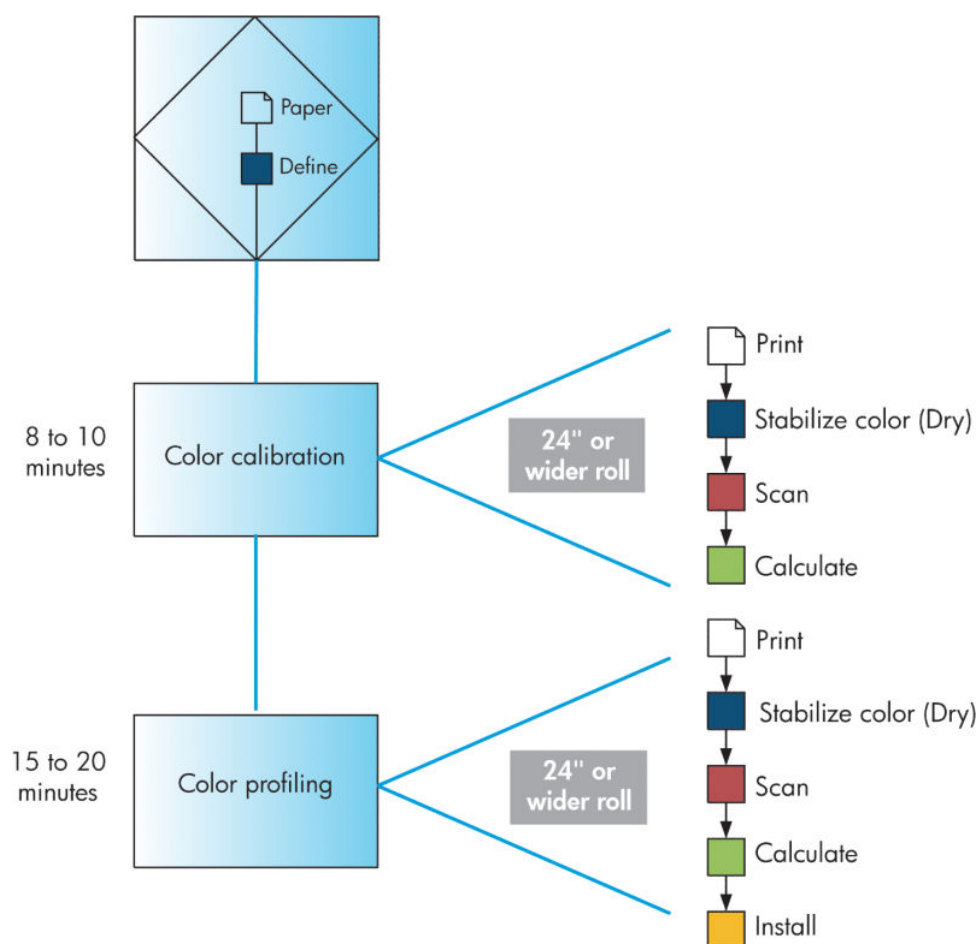 Paper
Define
8 to 10
minutes
Color calibration
24" or
wider roll
Print
Stabilize color (Dry)
Scan
Calculate
15 to 20
minutes
Color profiling
24" or
wider roll
Print
Stabilize color (Dry)
Scan
Calculate
Install